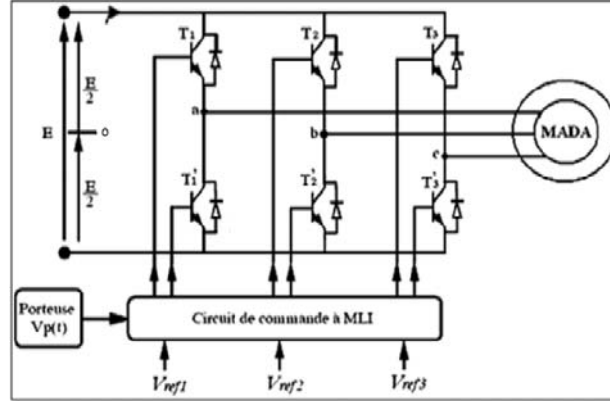 T1
T2
T3
E/2
a
E
o
b
MADA
c
E/2
T'1
T'2
T'3
Porteuse
Vp(t)
Circuit de commande à MLI
Vref1
Vref2
Vref3